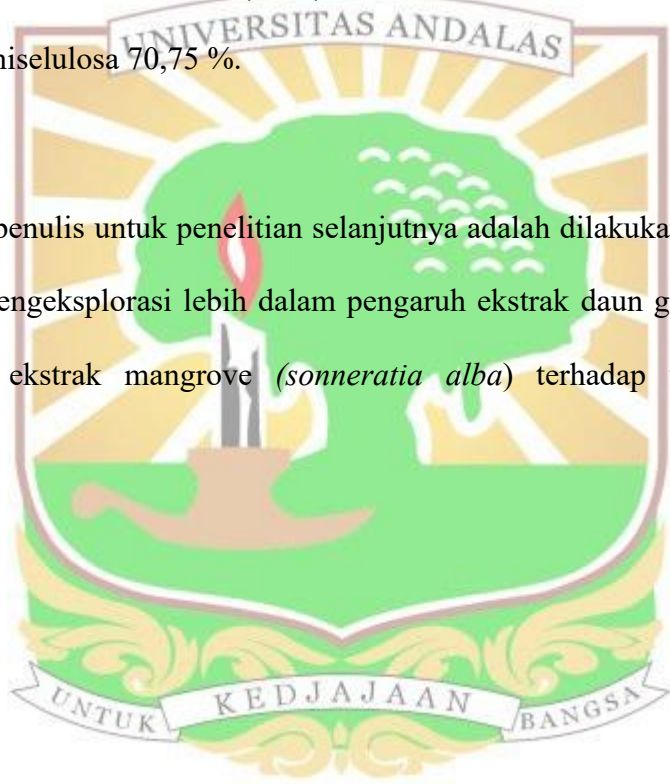 UNIVERSITAS ANDALAS
niselulosa 70,75 %.
penulis untuk penelitian selanjutnya adalah dilakuka
engeksplorasi lebih dalam pengaruh ekstrak daun g
ekstrak mangrove (sonneratia alba) terhadap
UNTUK KEDJAJAAN BANGSA